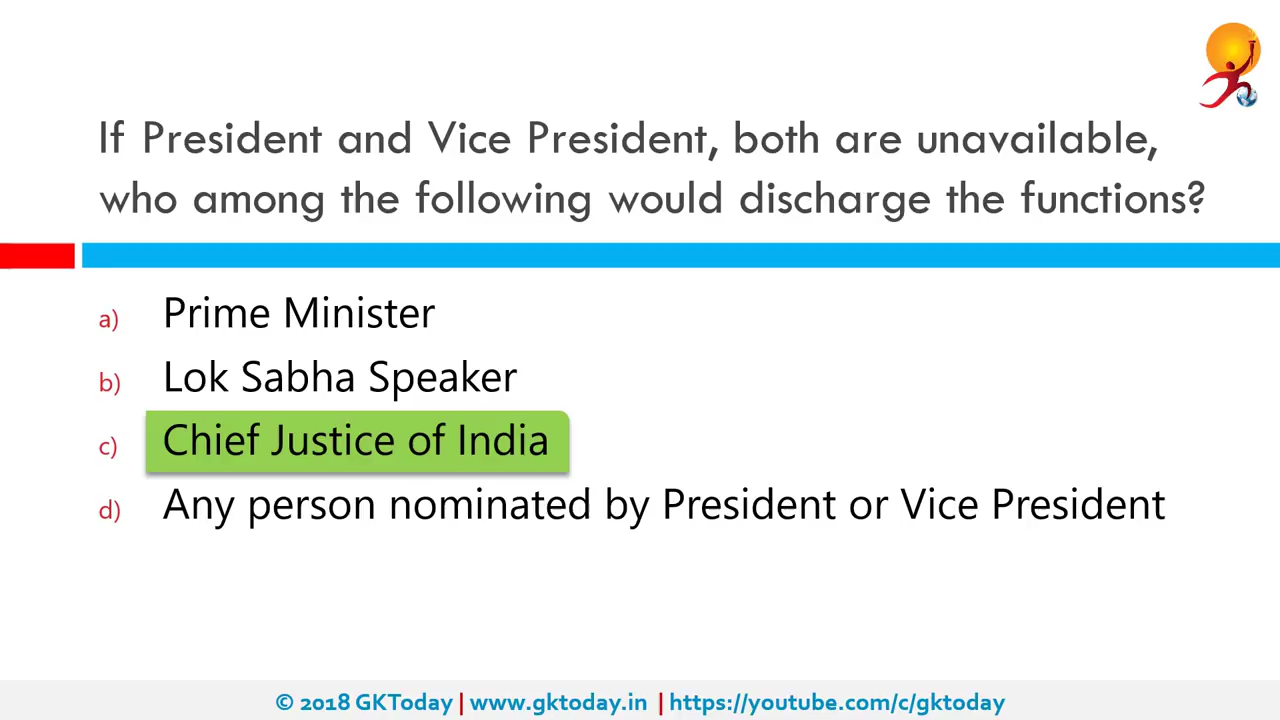 If President and Vice President, both are unavailable,
who among the following would discharge the functions?
a) Prime Minister
b) Lok Sabha Speaker
c) Chief Justice of India
d) Any person nominated by President or Vice President
© 2018 GKToday | www.gktoday.in | https://youtube.com/c/gktoday